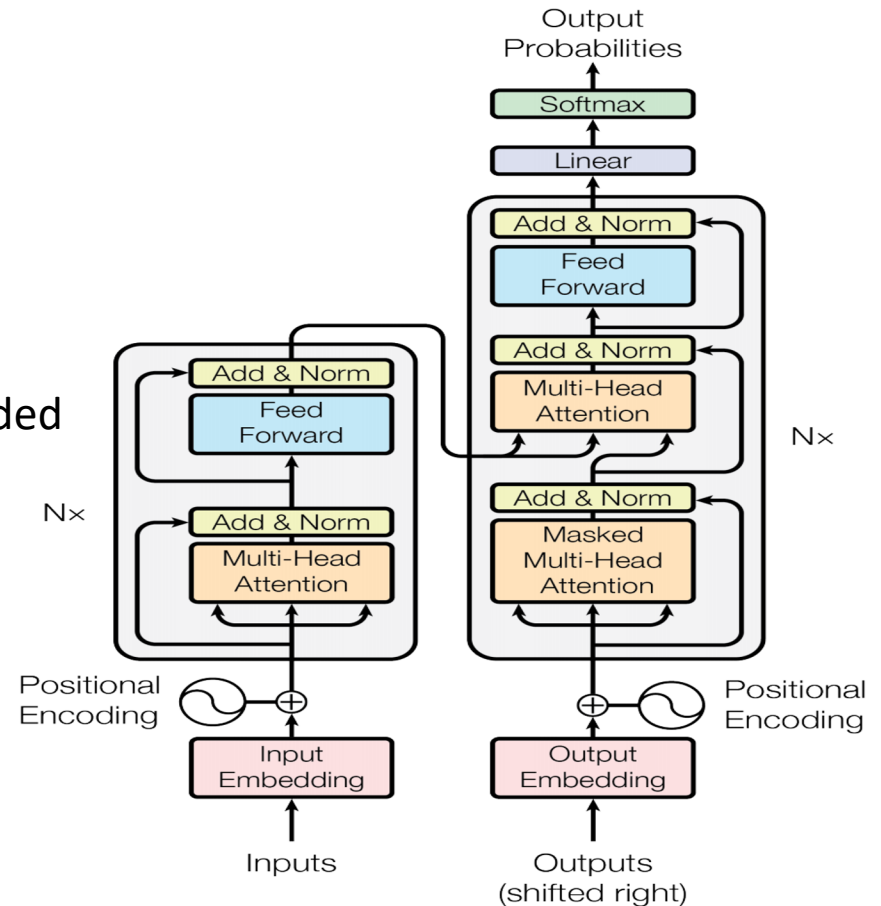 Output
Probabilities
Softmax
Linear
Add & Norm
Feed
Forward
Add & Norm
Multi-Head
Attention
Add & Norm
Masked
Multi-Head
Attention
Nx
Add & Norm
Feed
Forward
Add & Norm
Multi-Head
Attention
Nx
ded
Positional
Encoding
Input
Embedding
Inputs
Positional
Encoding
Output
Embedding
Outputs
(shifted right)